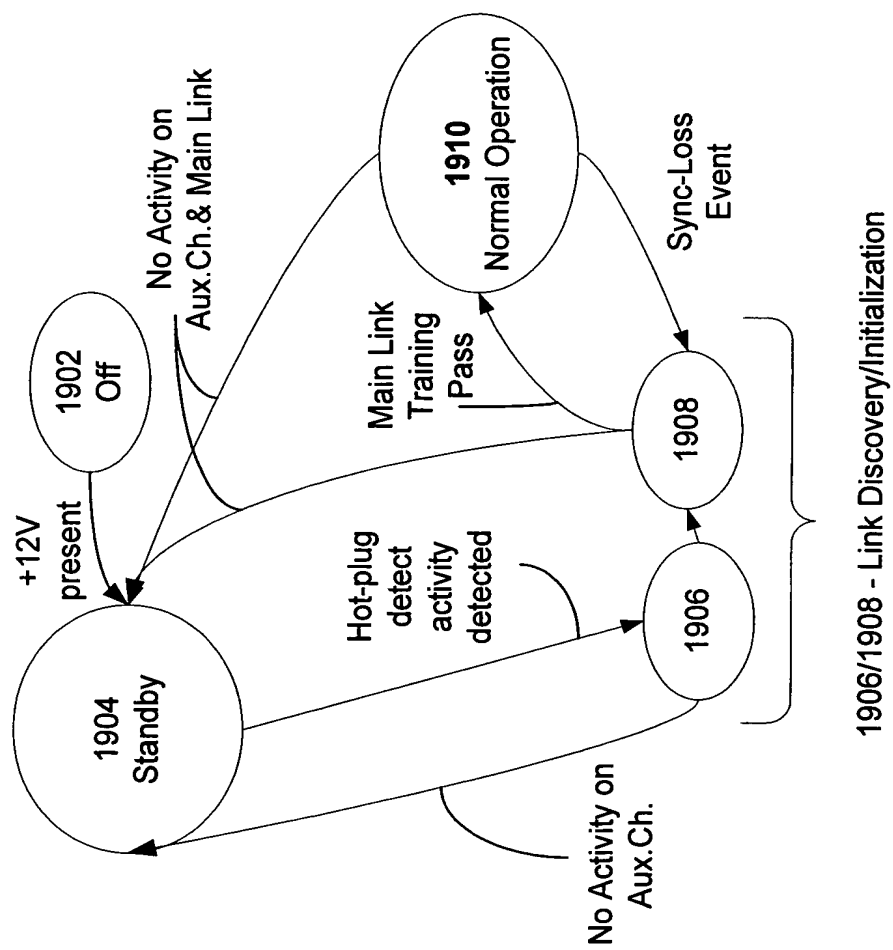 +12V
present
1902
Off
No Activity on
Aux.Ch.& Main Link
1904
Standby
Hot-plug
detect
activity
detected
Main Link
Training
Pass
1910
Normal Operation
No Activity on
Aux.Ch.
1906
1908
Sync-Loss
Event
1906/1908 - Link Discovery/Initialization